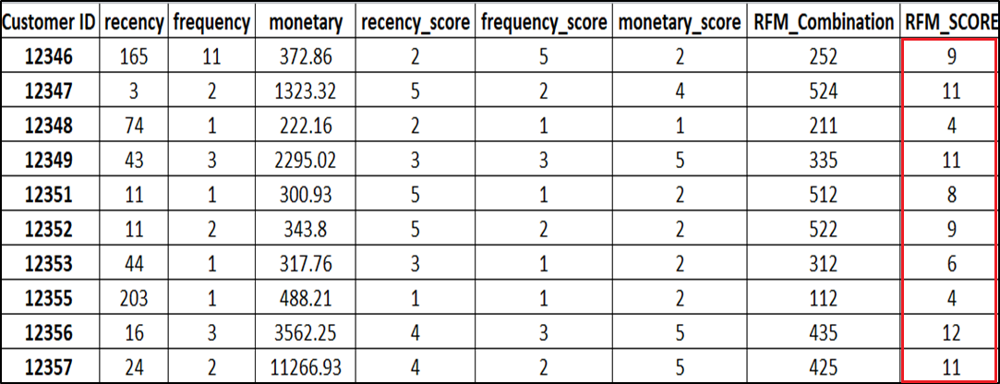 Customer ID recency frequency monetary recency_score frequency_score monetary_score RFM_Combination RFM_SCORE
12346 165 11 372.86 2 5 2 252 9
12347 3 2 1323.32 5 2 4 524 11
12348 74 1 222.16 2 1 1 211 4
12349 43 3 2295.02 3 3 5 335 11
12351 11 1 300.93 5 1 2 512 8
12352 11 2 343.8 5 2 2 522 9
12353 44 1 317.76 3 1 2 312 6
12355 203 1 488.21 1 1 2 112 4
12356 16 3 3562.25 4 3 5 435 12
12357 24 2 11266.93 4 2 5 425 11